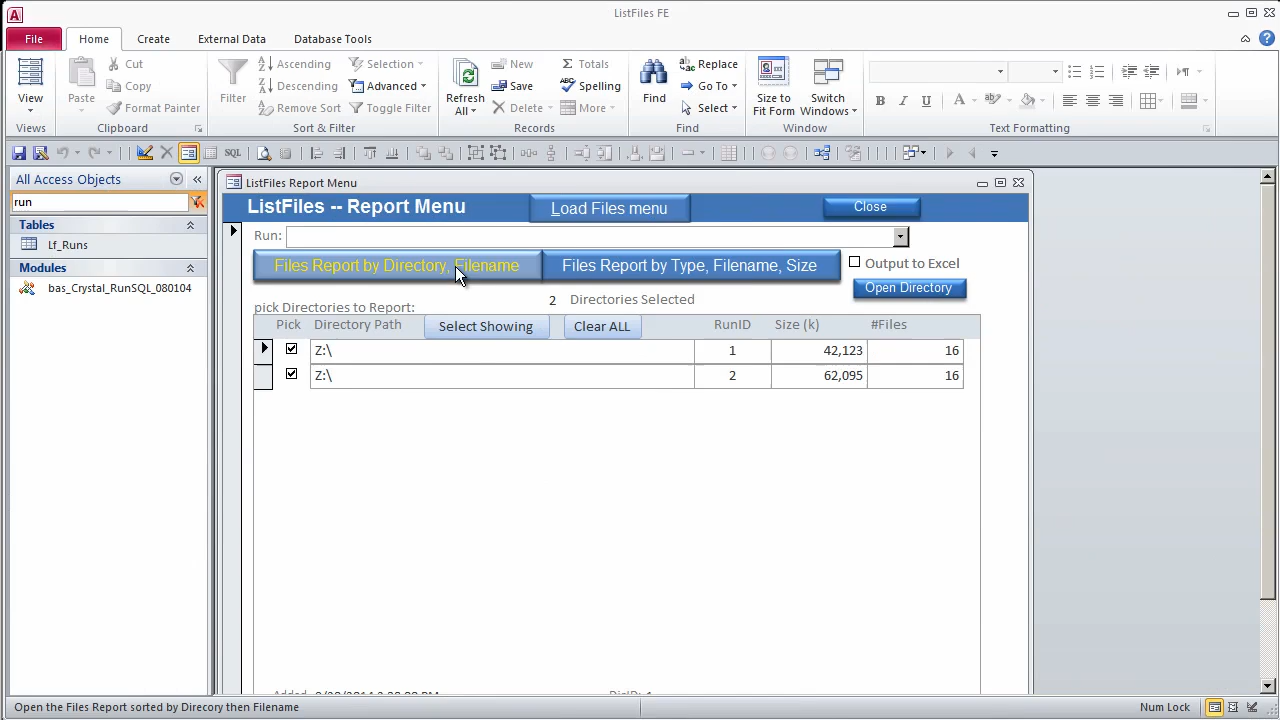 ListFiles FE
File Home Create External Data Database Tools
View Views
Paste Cut Copy Format Painter Clipboard
Filter Ascending Descending Remove Sort Selection Advanced Toggle Filter Sort & Filter
Refresh All New Save Delete Totals Spelling More Records
Find Replace Go To Select Find
Size to Fit Form Switch Windows Window
B I U A ab Text Formatting
SQL
All Access Objects
run
Tables
Lf_Runs
Modules
bas_Crystal_RunSQL_080104
ListFiles Report Menu
ListFiles -- Report Menu Load Files menu Close
Run:
Files Report by Directory, Filename Files Report by Type, Filename, Size Output to Excel
Open Directory
pick Directories to Report: 2 Directories Selected
Pick Directory Path Select Showing Clear ALL RunID Size (k) #Files
Z:\ 1 42,123 16
Z:\ 2 62,095 16
Open the Files Report sorted by Direcory then Filename Num Lock